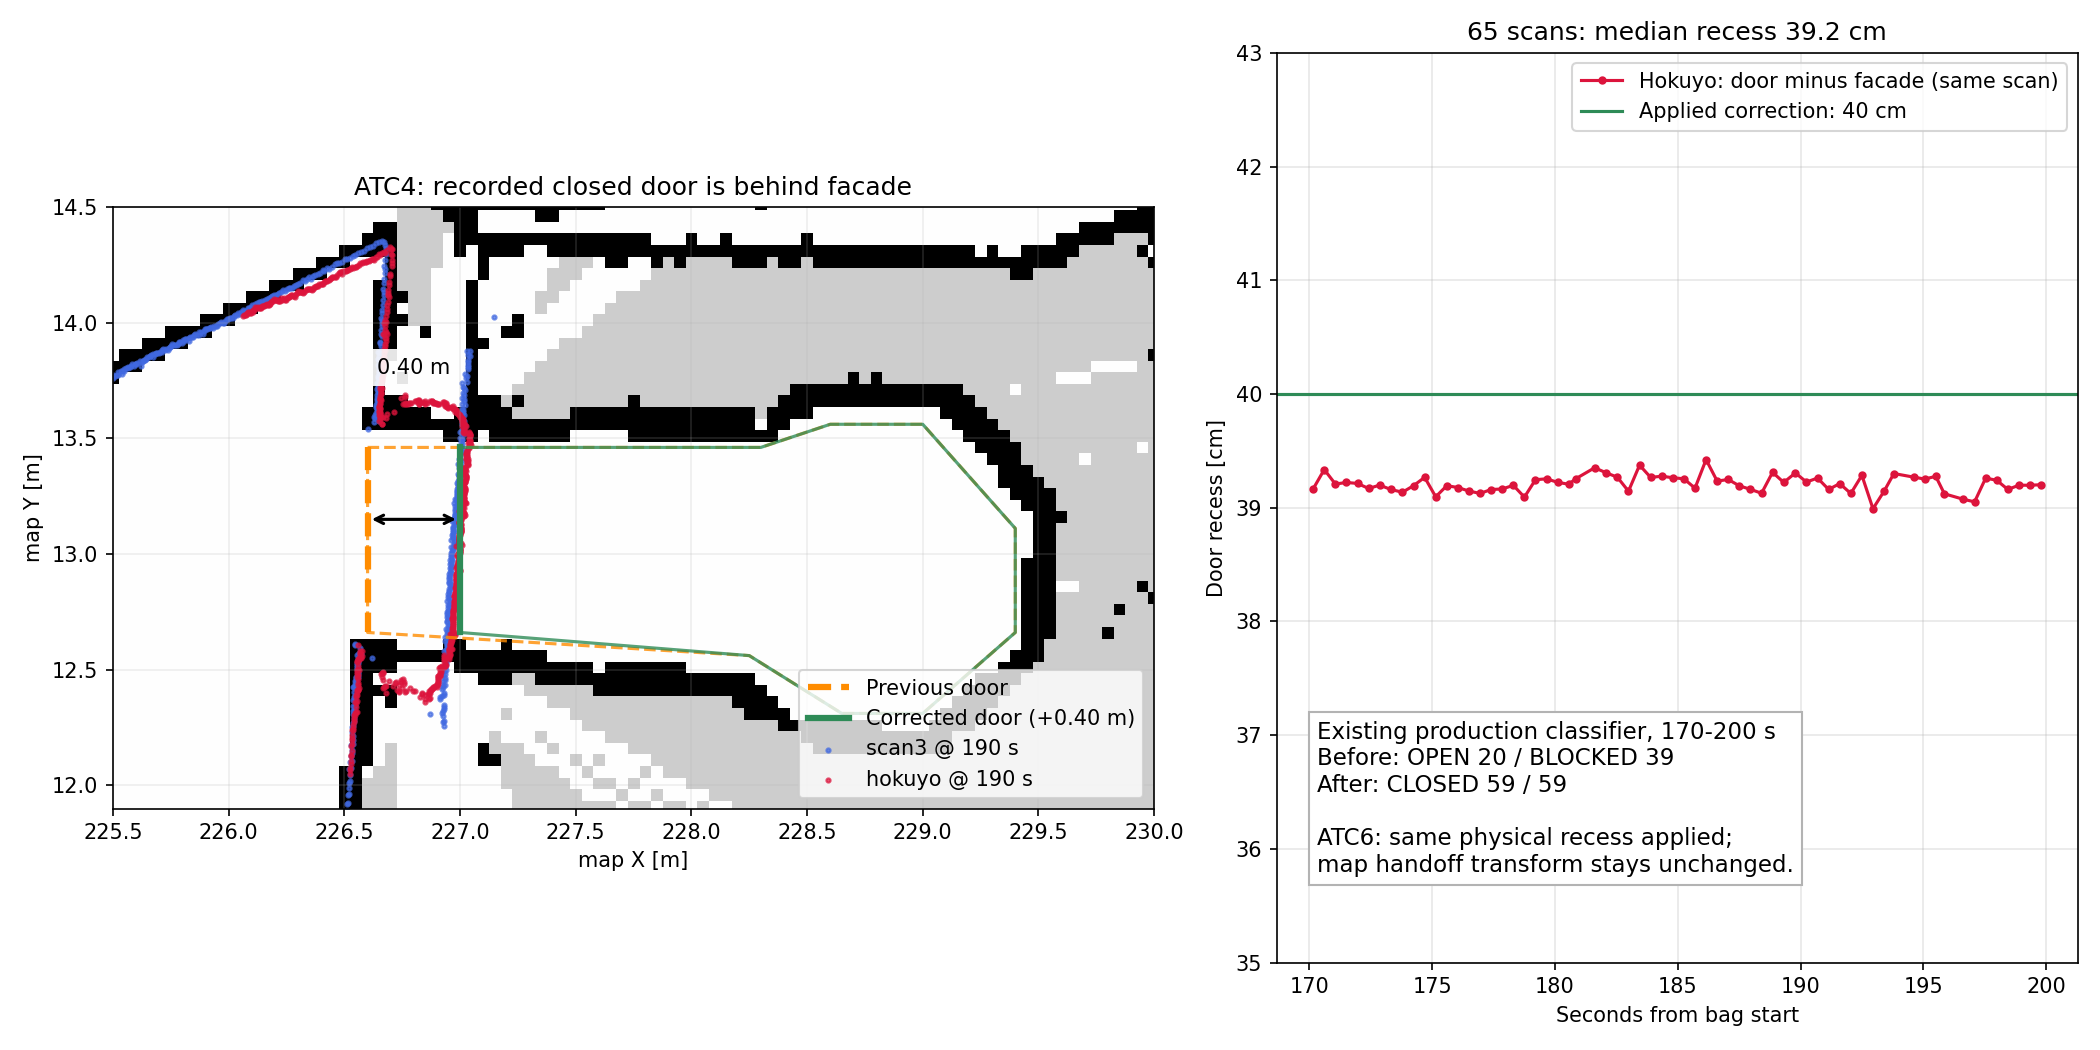 ATC4: recorded closed door is behind facade
14.5
14.0
13.5
13.0
12.5
12.0
map Y [m]
0.40 m
Previous door
Corrected door (+0.40 m)
scan3 @ 190 s
hokuyo @ 190 s
225.5 226.0 226.5 227.0 227.5 228.0 228.5 229.0 229.5 230.0
map X [m]
65 scans: median recess 39.2 cm
43
42
41
40
39
38
37
36
35
Door recess [cm]
Hokuyo: door minus facade (same scan)
Applied correction: 40 cm
Existing production classifier, 170-200 s
Before: OPEN 20 / BLOCKED 39
After: CLOSED 59 / 59
ATC6: same physical recess applied;
map handoff transform stays unchanged.
170 175 180 185 190 195 200
Seconds from bag start